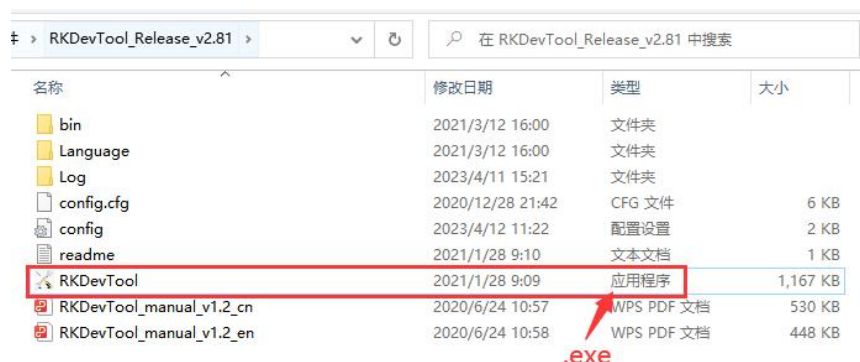 RKDevTool_Release_v2.81
在 RKDevTool_Release_v2.81 中搜索
名称 修改日期 类型 大小
bin 2021/3/12 16:00 文件夹
Language 2021/3/12 16:00 文件夹
Log 2023/4/11 15:21 文件夹
config.cfg 2020/12/28 21:42 CFG 文件 6 KB
config 2023/4/12 11:22 配置设置 2 KB
readme 2021/1/28 9:10 文本文档 1 KB
RKDevTool 2021/1/28 9:09 应用程序 1,167 KB
RKDevTool_manual_v1.2_cn 2020/6/24 10:57 WPS PDF 文档 530 KB
RKDevTool_manual_v1.2_en 2020/6/24 10:58 WPS PDF 文档 448 KB
.exe